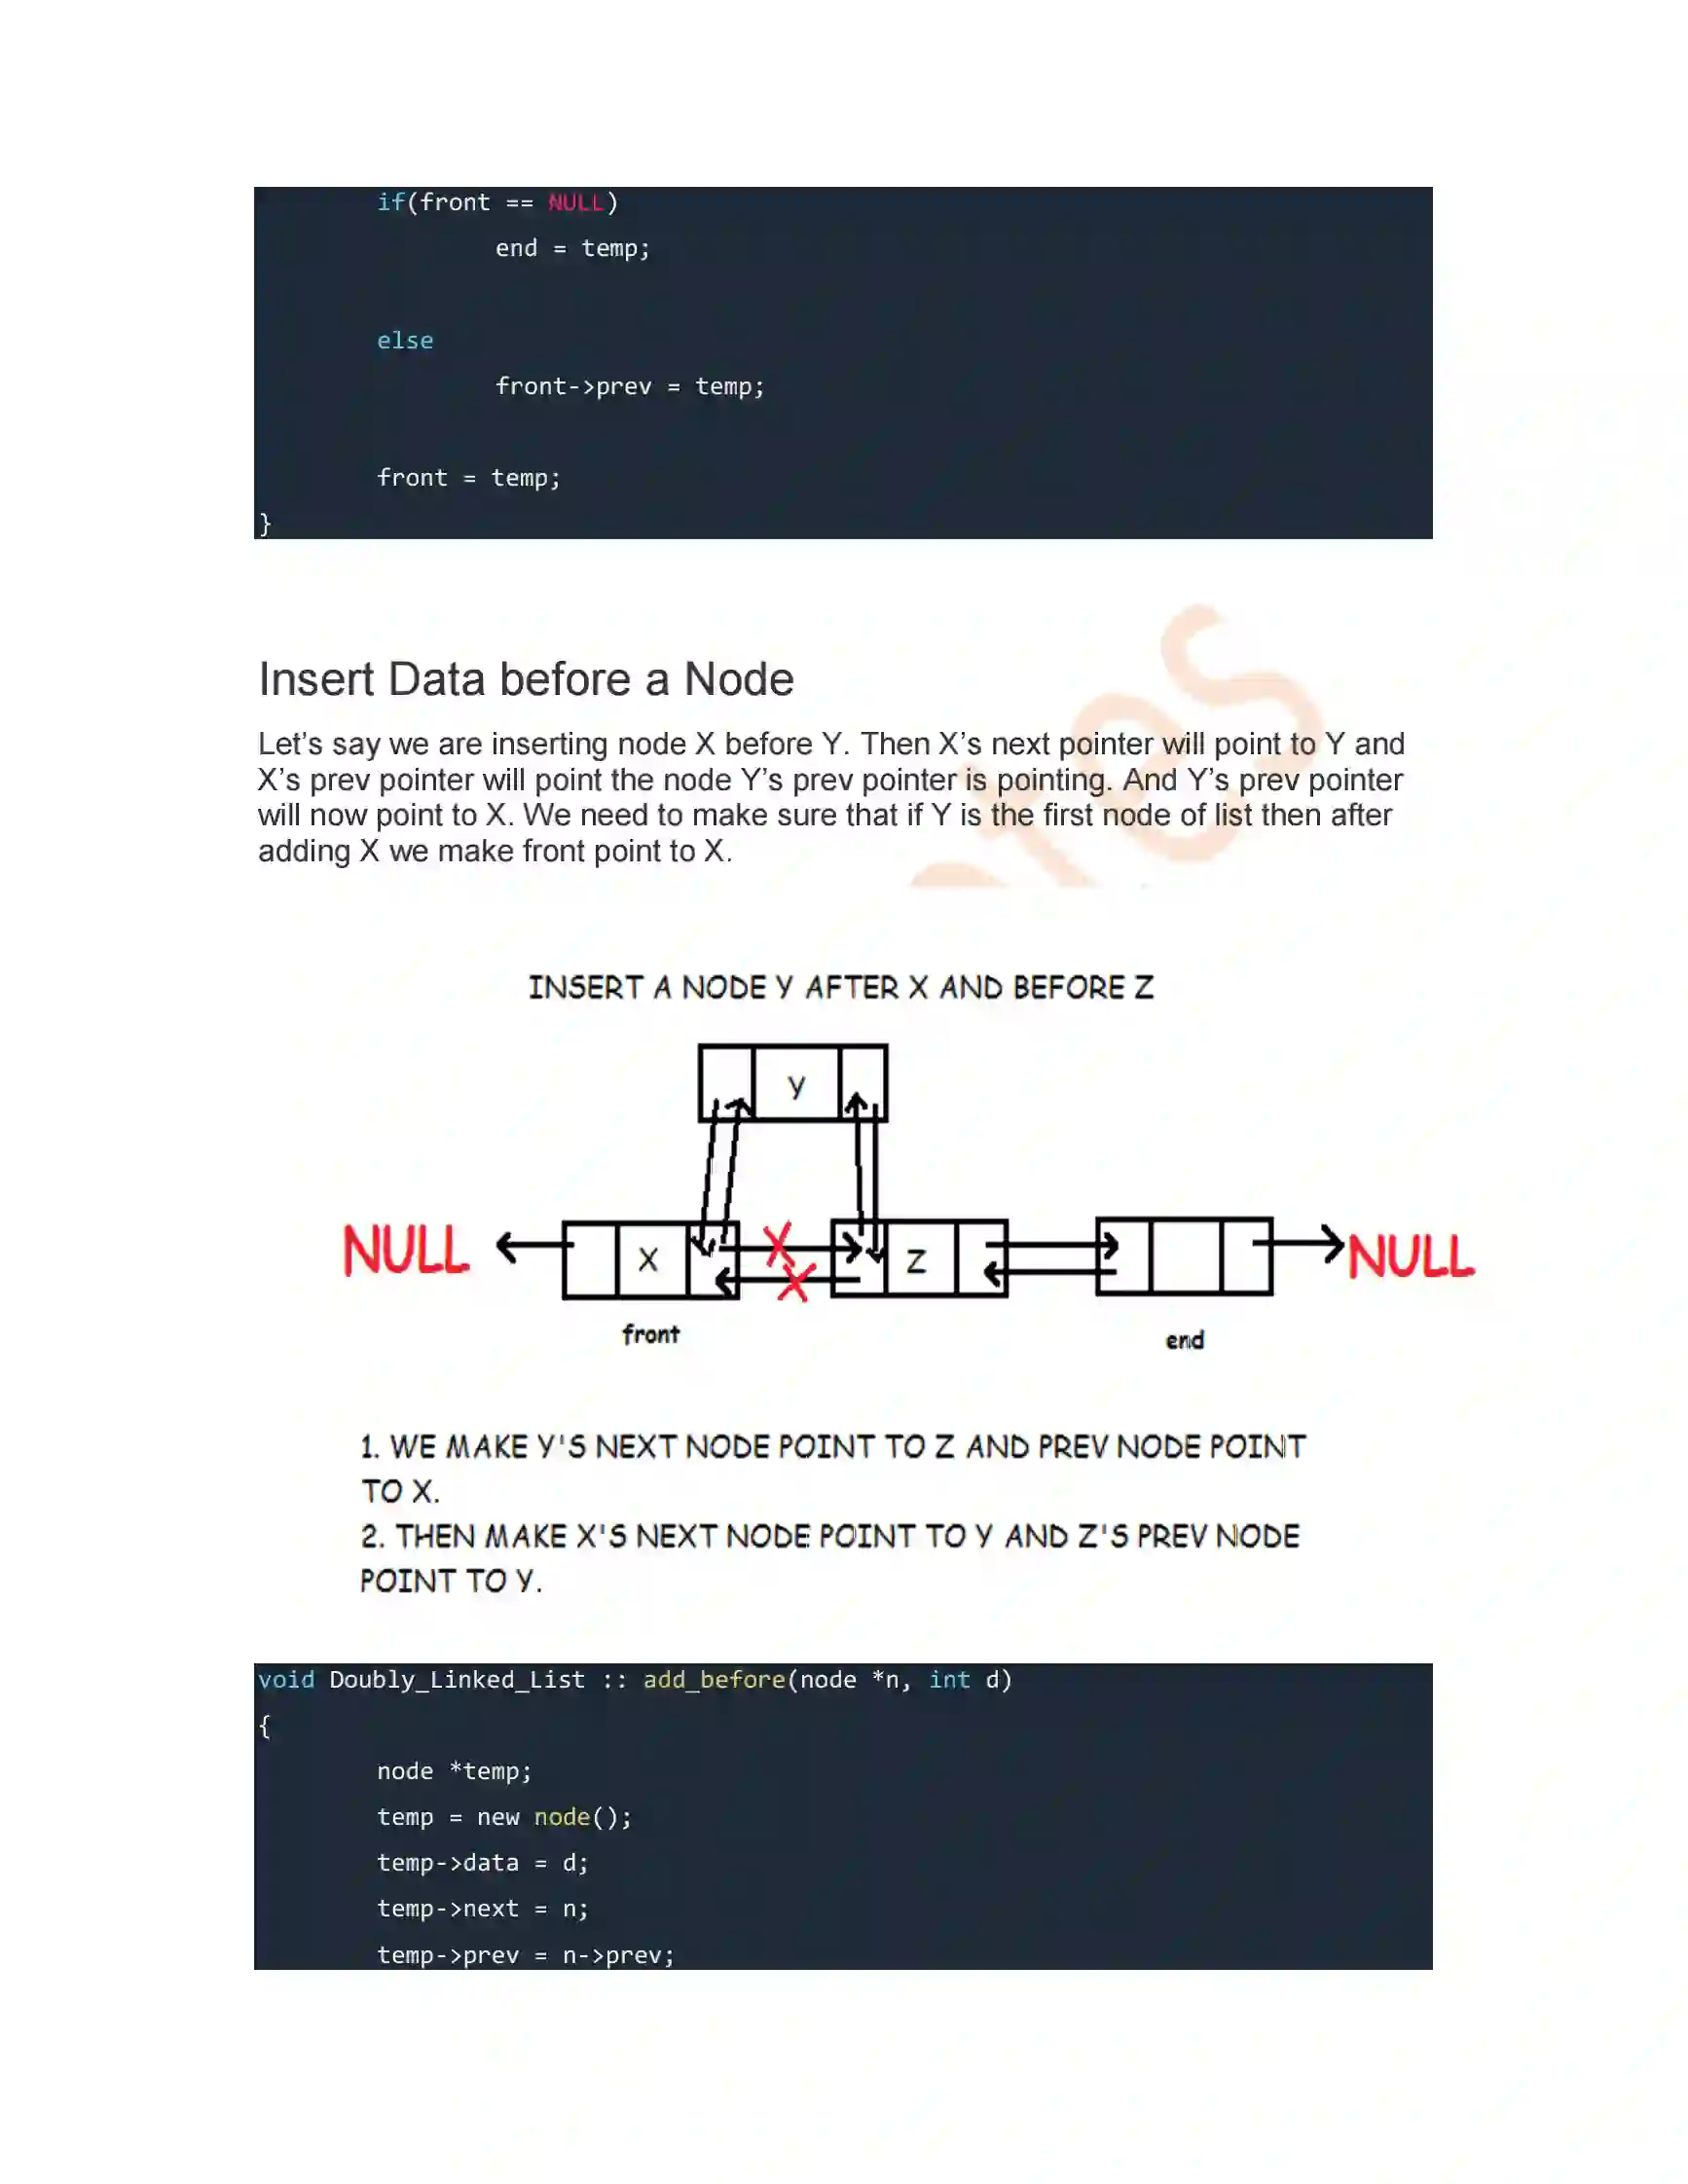 if(front == NULL)
end = temp;
else
front->prev = temp;
front = temp;
}
Insert Data before a Node
Let’s say we are inserting node X before Y. Then X’s next pointer will point to Y and
X’s prev pointer will point the node Y’s prev pointer is pointing. And Y’s prev pointer
will now point to X. We need to make sure that if Y is the first node of list then after
adding X we make front point to X.
INSERT A NODE Y AFTER X AND BEFORE Z
Y
NULL X X X Z NULL
front end
1. WE MAKE Y'S NEXT NODE POINT TO Z AND PREV NODE POINT
TO X.
2. THEN MAKE X'S NEXT NODE POINT TO Y AND Z'S PREV NODE
POINT TO Y.
void Doubly_Linked_List :: add_before(node *n, int d)
{
node *temp;
temp = new node();
temp->data = d;
temp->next = n;
temp->prev = n->prev;